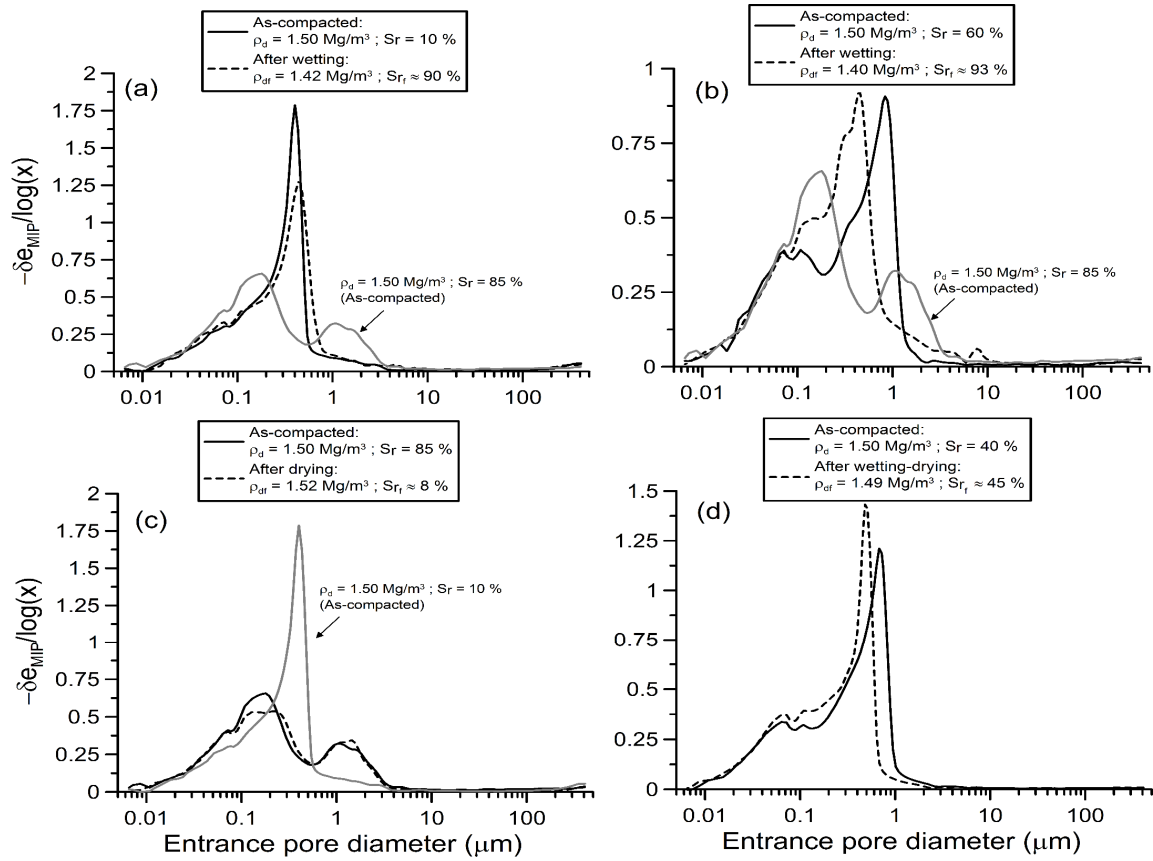 As-compacted:
ρd = 1.50 Mg/m³ ; Sr = 10 %
After wetting:
ρdf = 1.42 Mg/m³ ; Srf ≈ 90 %
(a)
2
1.75
1.5
1.25
1
0.75
0.5
0.25
0
−δeMIP/log(x)
ρd = 1.50 Mg/m³ ; Sr = 85 %
(As-compacted)
0.01 0.1 1 10 100
As-compacted:
ρd = 1.50 Mg/m³ ; Sr = 60 %
After wetting:
ρdf = 1.40 Mg/m³ ; Srf ≈ 93 %
(b)
1
0.75
0.5
0.25
0
ρd = 1.50 Mg/m³ ; Sr = 85 %
(As-compacted)
0.01 0.1 1 10 100
As-compacted:
ρd = 1.50 Mg/m³ ; Sr = 85 %
After drying:
ρdf = 1.52 Mg/m³ ; Srf ≈ 8 %
(c)
2
1.75
1.5
1.25
1
0.75
0.5
0.25
0
−δeMIP/log(x)
ρd = 1.50 Mg/m³ ; Sr = 10 %
(As-compacted)
0.01 0.1 1 10 100
Entrance pore diameter (μm)
As-compacted:
ρd = 1.50 Mg/m³ ; Sr = 40 %
After wetting-drying:
ρdf = 1.49 Mg/m³ ; Srf ≈ 45 %
(d)
1.5
1.25
1
0.75
0.5
0.25
0
0.01 0.1 1 10 100
Entrance pore diameter (μm)